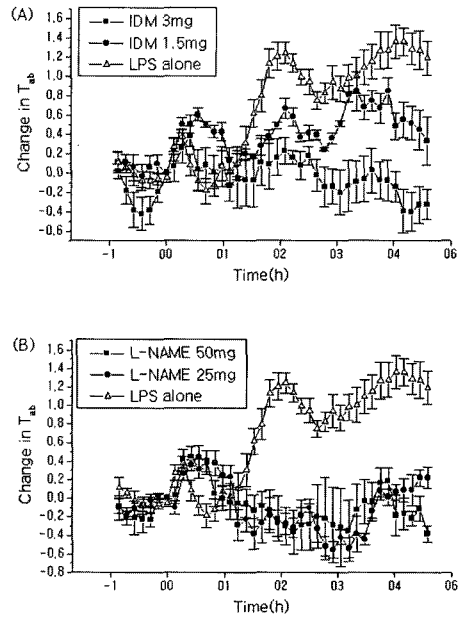 (A)
IDM 3mg
IDM 1.5mg
LPS alone
Change in Tab
1.6
1.4
1.2
1.0
0.8
0.6
0.4
0.2
0.0
-0.2
-0.4
-0.6
-1 00 01 02 03 04 05
Time(h)
(B)
L-NAME 50mg
L-NAME 25mg
LPS alone
Change in Tab
1.6
1.4
1.2
1.0
0.8
0.6
0.4
0.2
0.0
-0.2
-0.4
-0.6
-0.8
-1 00 01 02 03 04 05
Time(h)